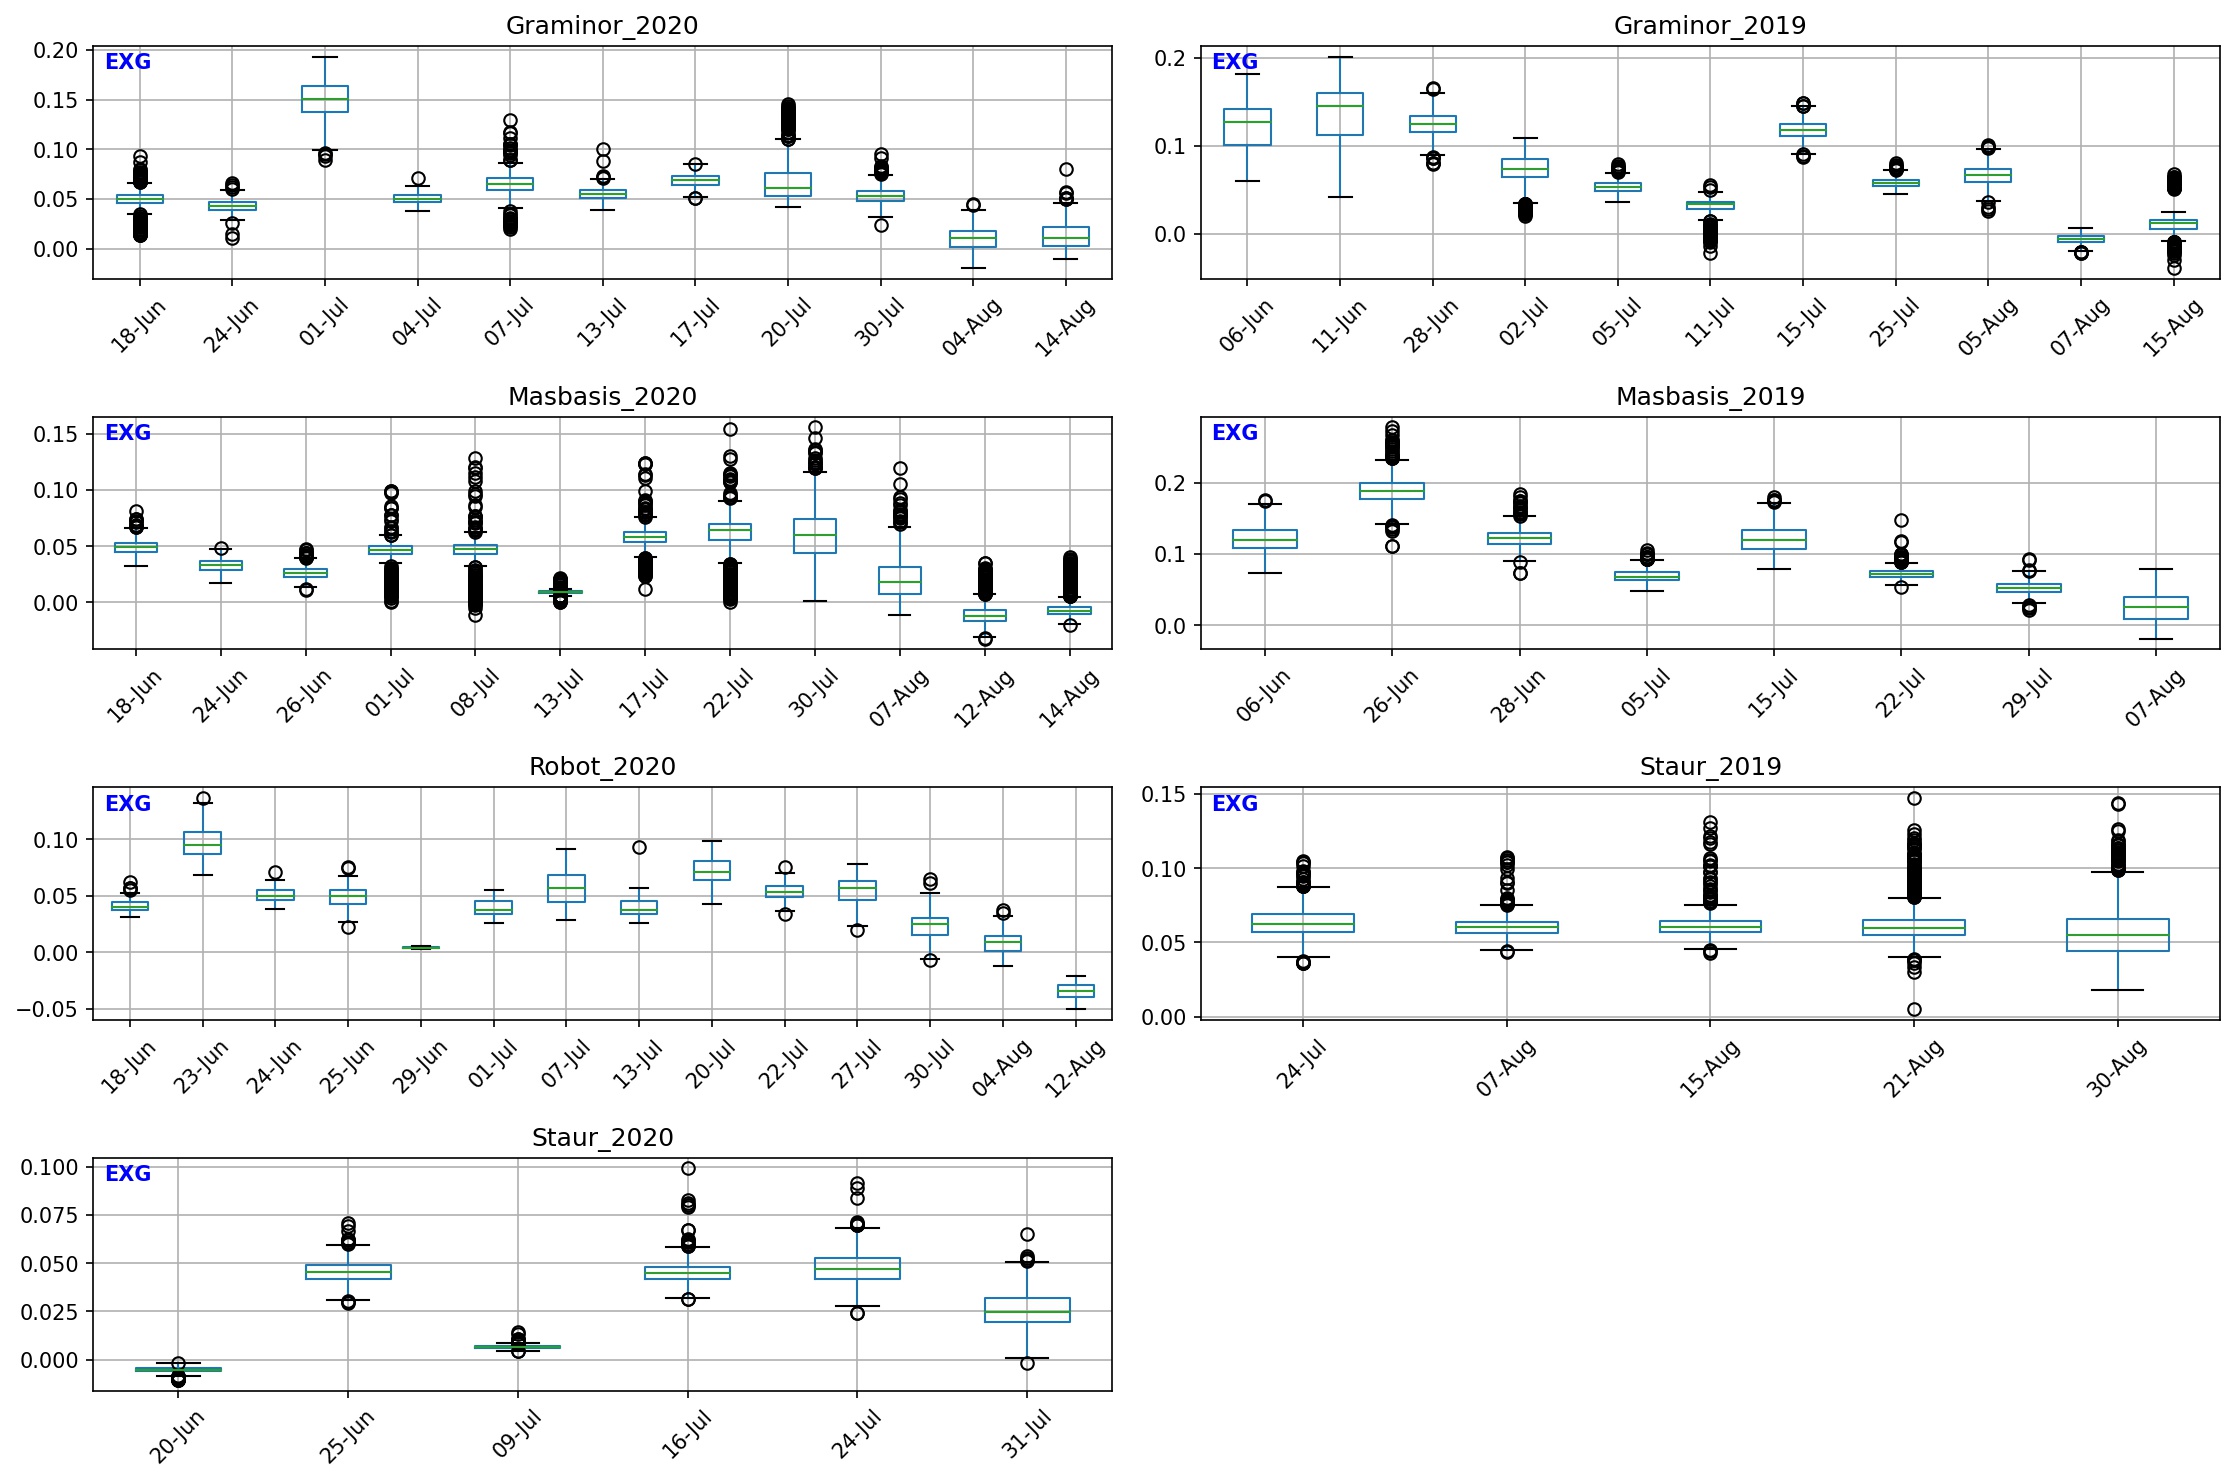 Graminor_2020
EXG
0.20
0.15
0.10
0.05
0.00
18-Jun 24-Jun 01-Jul 04-Jul 07-Jul 13-Jul 17-Jul 20-Jul 30-Jul 04-Aug 14-Aug
Graminor_2019
EXG
0.2
0.1
0.0
06-Jun 11-Jun 28-Jun 02-Jul 05-Jul 11-Jul 15-Jul 25-Jul 05-Aug 07-Aug 15-Aug
Masbasis_2020
EXG
0.15
0.10
0.05
0.00
18-Jun 24-Jun 26-Jun 01-Jul 08-Jul 13-Jul 17-Jul 22-Jul 30-Jul 07-Aug 12-Aug 14-Aug
Masbasis_2019
EXG
0.2
0.1
0.0
06-Jun 26-Jun 28-Jun 05-Jul 15-Jul 22-Jul 29-Jul 07-Aug
Robot_2020
EXG
0.10
0.05
0.00
−0.05
18-Jun 23-Jun 24-Jun 25-Jun 29-Jun 01-Jul 07-Jul 13-Jul 20-Jul 22-Jul 27-Jul 30-Jul 04-Aug 12-Aug
Staur_2019
EXG
0.15
0.10
0.05
0.00
24-Jul 07-Aug 15-Aug 21-Aug 30-Aug
Staur_2020
EXG
0.100
0.075
0.050
0.025
0.000
20-Jun 25-Jun 09-Jul 16-Jul 24-Jul 31-Jul